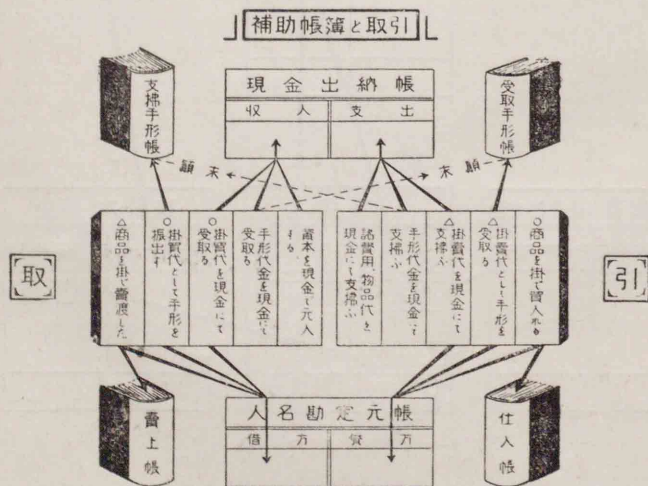 補助帳簿と取引
受取手形帳
現金出納帳
収入
支出
支拂手形帳
顛末
顛末
引
○商品を掛で買入れる
△掛賣代として手形を
受取る
△掛賣代を現金にて
支拂ふ
手形代金を現金にて
支拂ふ
諸費用、物品代を
現金にて支拂ふ
資本を現金で元入
する
手形代金を現金にて
受取る
○掛買代を現金にて
受取る
○掛買代として手形を
振出す
△商品を掛で賣渡した
取
仕入帳
人名勘定元帳
借方
貸方
賣上帳